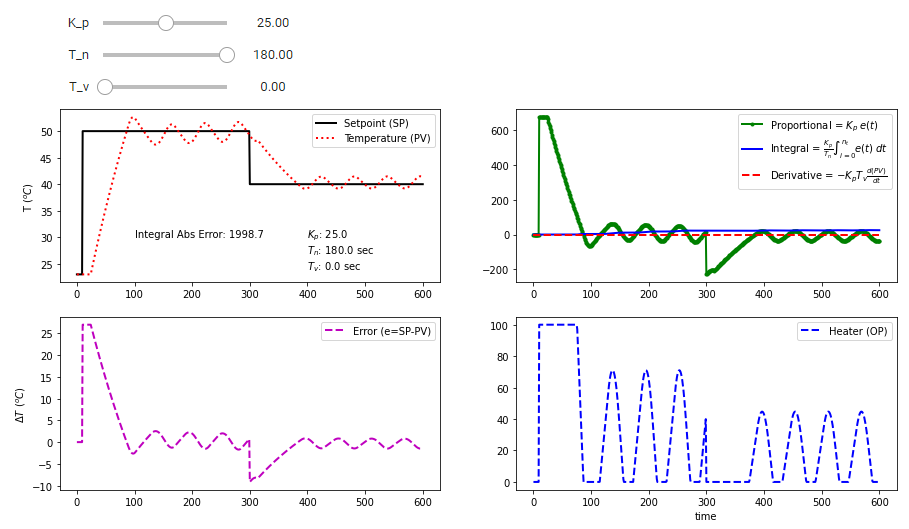 K_p 25.00
T_n 180.00
T_v 0.00
Setpoint (SP)
Temperature (PV)
T (°C)
50
45
40
35
30
25
Integral Abs Error: 1998.7
K_p: 25.0
T_n: 180.0 sec
T_v: 0.0 sec
0 100 200 300 400 500 600
Proportional = K_p e(t)
Integral = K_p/T_n ∫_{i=0}^{n_t} e(t) dt
Derivative = −K_p T_v d(PV)/dt
600
400
200
0
−200
0 100 200 300 400 500 600
Error (e=SP-PV)
ΔT (°C)
25
20
15
10
5
0
−5
−10
0 100 200 300 400 500 600
Heater (OP)
100
80
60
40
20
0
0 100 200 300 400 500 600
time